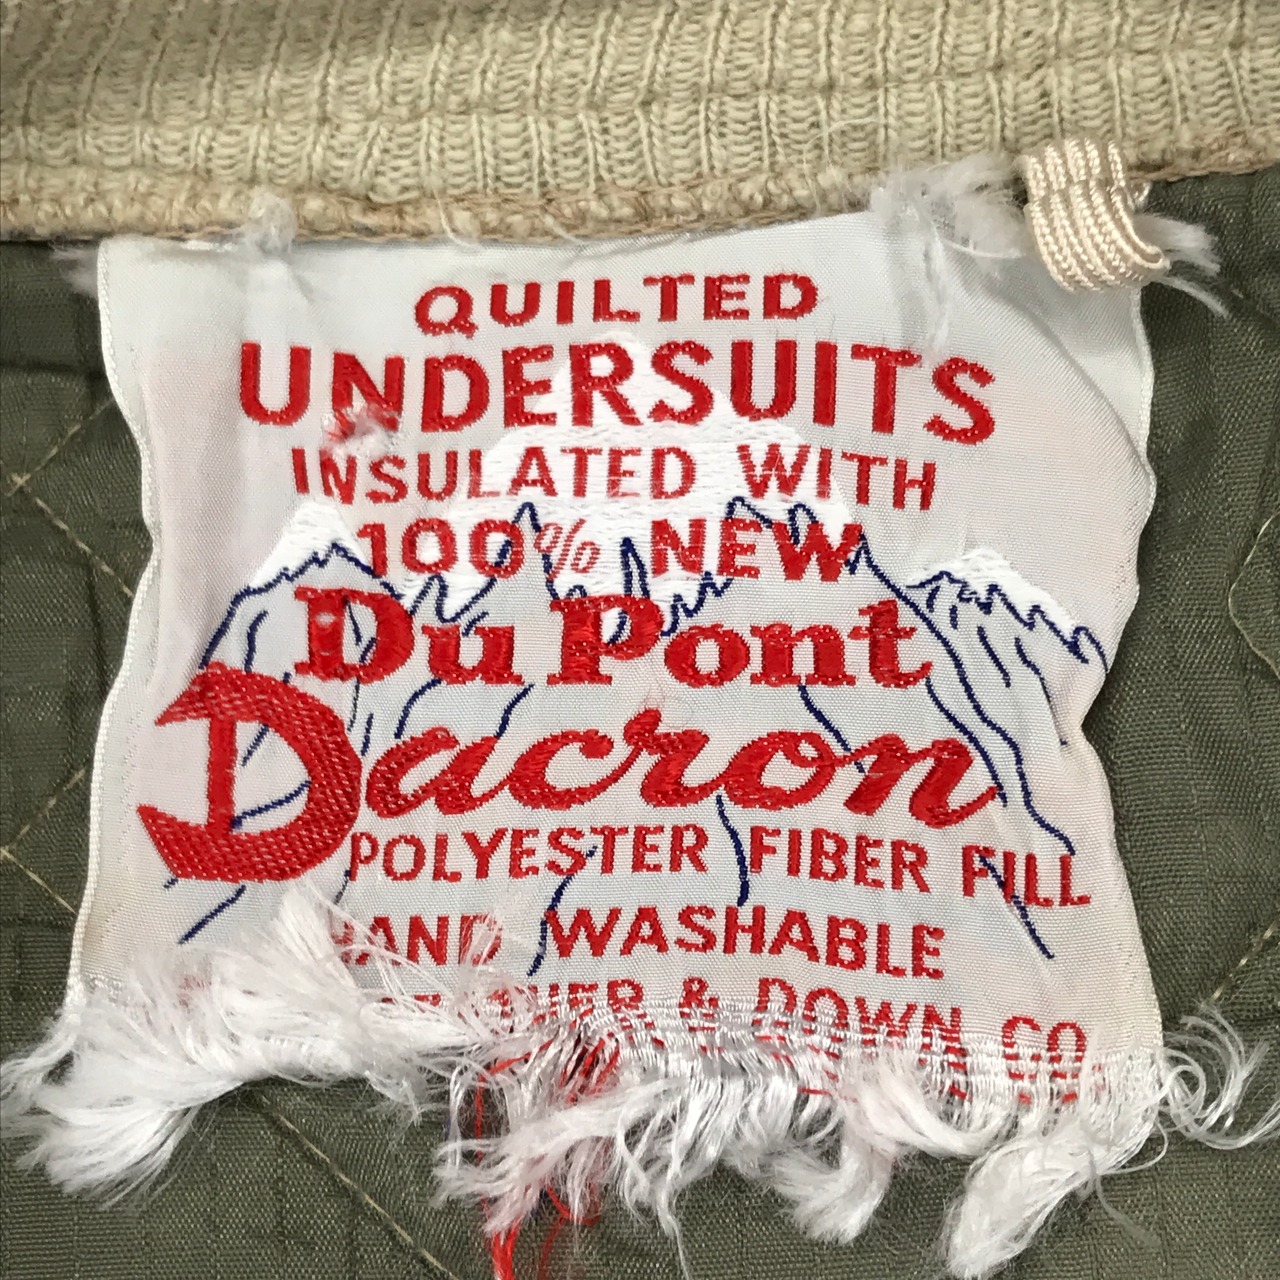 QUILTED
UNDERSUITS
INSULATED WITH
100% NEW
Du Pont
Dacron
POLYESTER FIBER FILL
HAND WASHABLE
& DOWN CO.